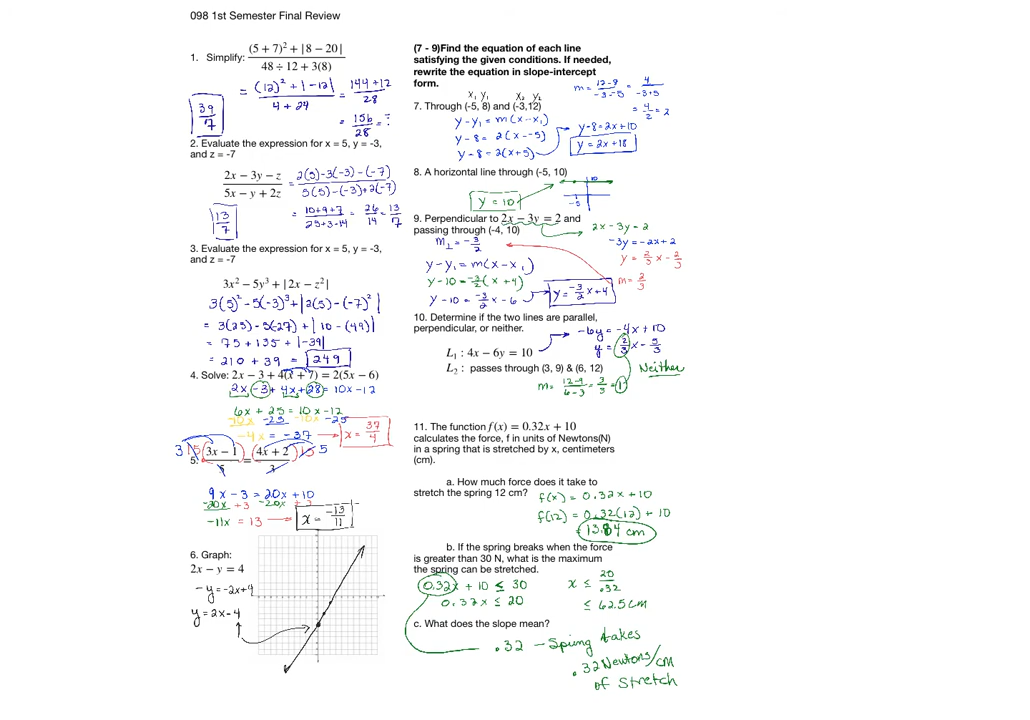 098 1st Semester Final Review
1. Simplify: (5 + 7)² + |8 − 20| / 48 ÷ 12 + 3(8)
= (12)² + |−12| / 4 + 24 = 144 + 12 / 28
= 156 / 28 = ?
39/7
2. Evaluate the expression for x = 5, y = -3,
and z = -7
2x − 3y − z / 5x − y + 2z = 2(5)-3(-3)-(-7) / 5(5)-(-3)+2(-7)
= 10+9+7 / 25+3-14 = 26/14 = 13/7
13/7
3. Evaluate the expression for x = 5, y = -3,
and z = -7
3x² − 5y³ + |2x − z²|
3(5)² - 5(-3)³ + |2(5) - (-7)²|
= 3(25) - 5(-27) + |10 - (49)|
= 75 + 135 + |-39|
= 210 + 39 = 249
4. Solve: 2x − 3 + 4(x + 7) = 2(5x − 6)
2x - 3 + 4x + 28 = 10x - 12
6x + 25 = 10x - 12
-10x -25 -10x -25
-4x = -37 → x = 37/4
5. 3 15 (3x − 1) / 5 = (4x + 2) 15 5 / 3
9x - 3 = 20x + 10
-20x +3 -20x +3
-11x = 13 → x = -13/11
6. Graph:
2x − y = 4
-y = -2x+4
y = 2x - 4
(7 - 9)Find the equation of each line
satisfying the given conditions. If needed,
rewrite the equation in slope-intercept
form.
x₁ y₁ x₂ y₂
7. Through (-5, 8) and (-3,12)
m = 12-8 / -3--5 = 4 / -3+5
= 4/2 = 2
y - y₁ = m(x - x₁)
y - 8 = 2(x - -5)
y - 8 = 2(x+5)
y-8 = 2x+10
y = 2x+18
8. A horizontal line through (-5, 10)
10
-5
y = 10
9. Perpendicular to 2x − 3y = 2 and
passing through (-4, 10)
2x - 3y = 2
-3y = -2x + 2
y = 2/3 x - 2/3
m = 2/3
m⊥ = -3/2
y - y₁ = m(x - x₁)
y - 10 = -3/2 (x + 4)
y - 10 = -3/2 x - 6
y = -3/2 x + 4
10. Determine if the two lines are parallel,
perpendicular, or neither.
L₁ : 4x − 6y = 10
-6y = -4x + 10
y = 2/3 x - 5/3
L₂ : passes through (3, 9) & (6, 12)
m = 12-9 / 6-3 = 3/3 = 1
Neither
11. The function f(x) = 0.32x + 10
calculates the force, f in units of Newtons(N)
in a spring that is stretched by x, centimeters
(cm).
a. How much force does it take to
stretch the spring 12 cm?
f(x) = 0.32x + 10
f(12) = 0.32(12) + 10
= 13.84 cm
b. If the spring breaks when the force
is greater than 30 N, what is the maximum
the spring can be stretched.
0.32x + 10 ≤ 30
0.32x ≤ 20
x ≤ 20 / .32
≤ 62.5 cm
c. What does the slope mean?
.32 - Spring takes
.32 Newtons/cm
of stretch